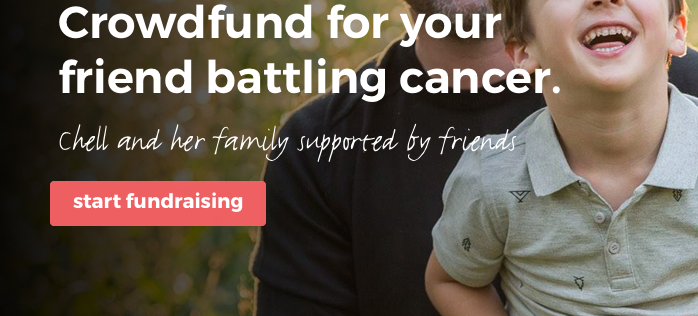 Crowdfund for your
friend battling cancer.
Chell and her family supported by friends
start fundraising